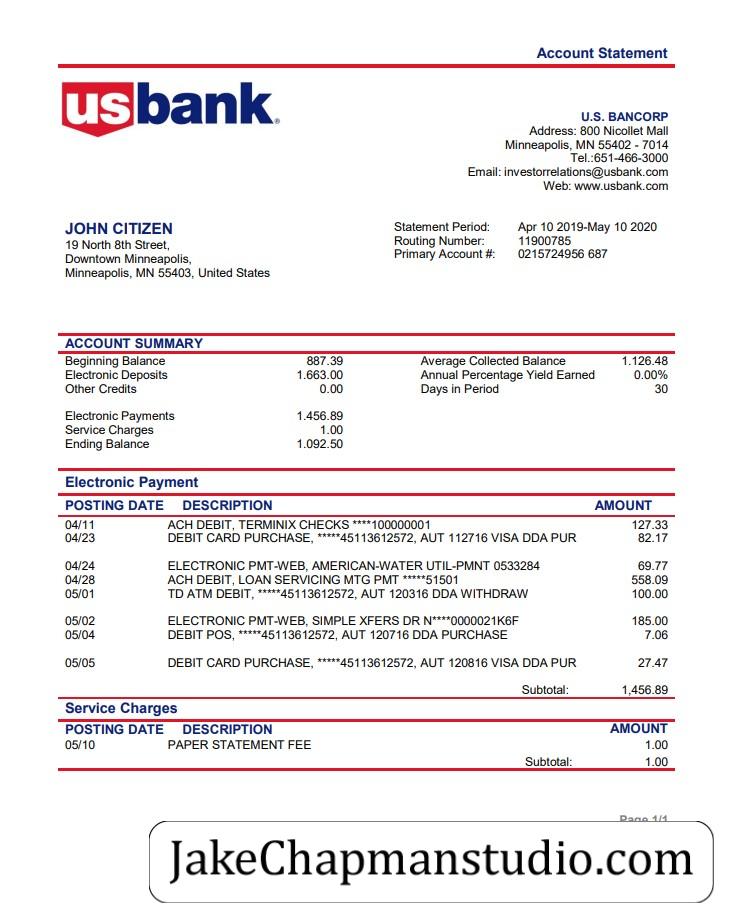 Account Statement
usbank®
U.S. BANCORP
Address: 800 Nicollet Mall
Minneapolis, MN 55402 - 7014
Tel.:651-466-3000
Email: investorrelations@usbank.com
Web: www.usbank.com
JOHN CITIZEN
19 North 8th Street,
Downtown Minneapolis,
Minneapolis, MN 55403, United States
Statement Period: Apr 10 2019-May 10 2020
Routing Number: 11900785
Primary Account #: 0215724956 687
ACCOUNT SUMMARY
Beginning Balance 887.39 Average Collected Balance 1.126.48
Electronic Deposits 1.663.00 Annual Percentage Yield Earned 0.00%
Other Credits 0.00 Days in Period 30
Electronic Payments 1.456.89
Service Charges 1.00
Ending Balance 1.092.50
Electronic Payment
POSTING DATE DESCRIPTION AMOUNT
04/11 ACH DEBIT, TERMINIX CHECKS ****100000001 127.33
04/23 DEBIT CARD PURCHASE, *****45113612572, AUT 112716 VISA DDA PUR 82.17
04/24 ELECTRONIC PMT-WEB, AMERICAN-WATER UTIL-PMNT 0533284 69.77
04/28 ACH DEBIT, LOAN SERVICING MTG PMT *****51501 558.09
05/01 TD ATM DEBIT, *****45113612572, AUT 120316 DDA WITHDRAW 100.00
05/02 ELECTRONIC PMT-WEB, SIMPLE XFERS DR N****0000021K6F 185.00
05/04 DEBIT POS, *****45113612572, AUT 120716 DDA PURCHASE 7.06
05/05 DEBIT CARD PURCHASE, *****45113612572, AUT 120816 VISA DDA PUR 27.47
Subtotal: 1,456.89
Service Charges
POSTING DATE DESCRIPTION AMOUNT
05/10 PAPER STATEMENT FEE 1.00
Subtotal: 1.00
Page 1/1
JakeChapmanstudio.com